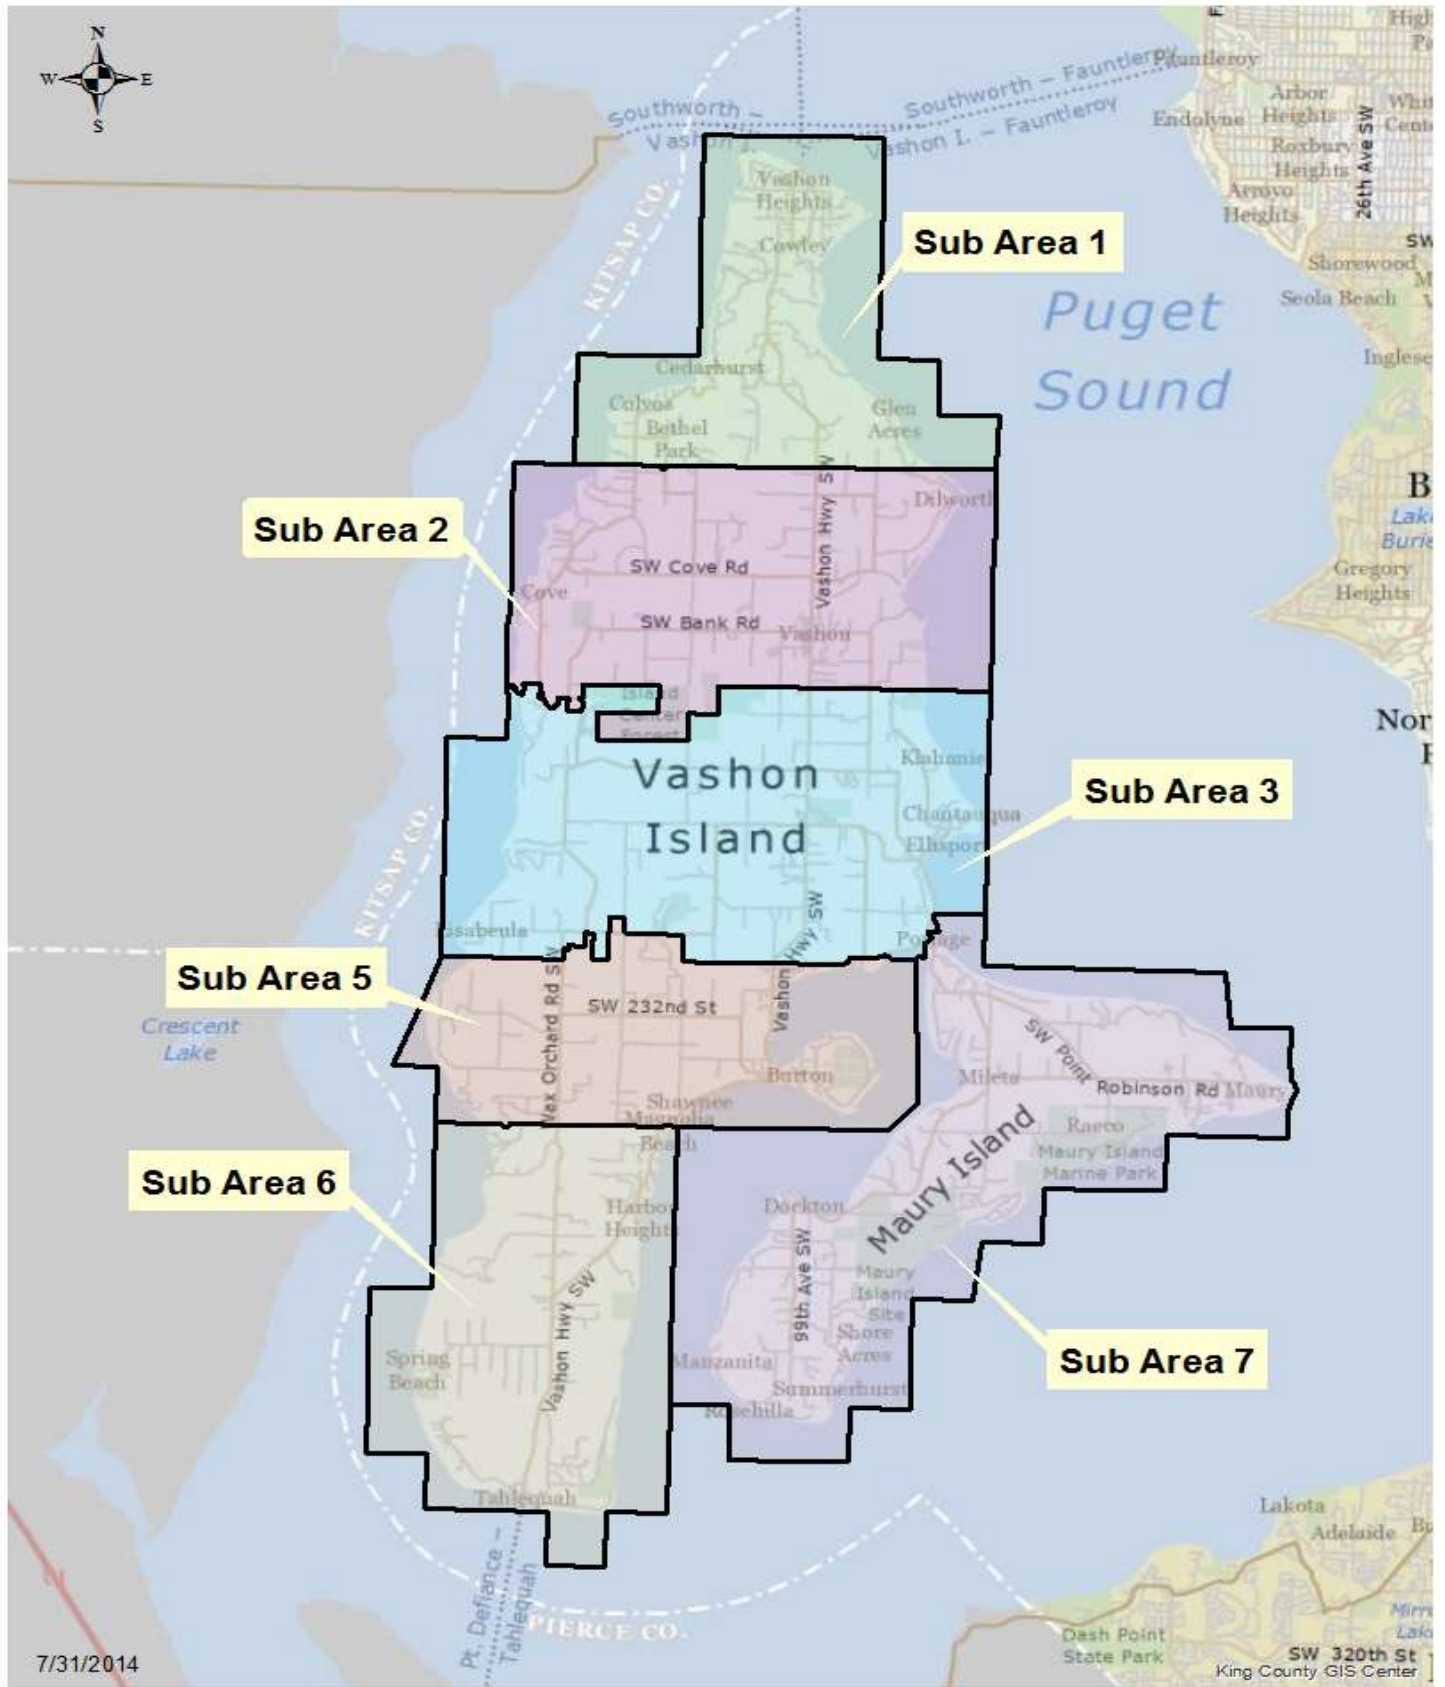 N
W E
S
Southworth –
Vashon I.
Southworth – Fauntleroy
Vashon I. – Fauntleroy
Fauntleroy
Endolyne
Arbor
Heights
Roxbury
Heights
Arroyo
Heights
26th Ave SW
SW
Shorewood
Seola Beach
KITSAP CO.
Vashon
Heights
Cowley
Sub Area 1
Puget
Sound
Cedarhurst
Colvos
Bethel
Park
Glen
Acres
Dilworth
Vashon Hwy SW
Sub Area 2
SW Cove Rd
Cove
SW Bank Rd
Vashon
Gregory
Heights
Island
Center
Forest
Vashon
Island
Klahanie
Sub Area 3
Chautauqua
Ellisport
KITSAP CO.
Lisabeula
Vashon Hwy SW
Portage
Sub Area 5
Crescent
Lake
Vax Orchard Rd SW
SW 232nd St
Burton
Shawnee
Magnolia
Beach
SW Point
Robinson Rd
Maury
Mileta
Raeco
Maury Island
Marine Park
Maury Island
Sub Area 6
Harbor
Heights
Dockton
99th Ave SW
Maury
Island
Site
Shore
Acres
Sub Area 7
Vashon Hwy SW
Spring
Beach
Manzanita
Summerhurst
Rosehilla
Tahlequah
Pt. Defiance –
Tahlequah
PIERCE CO.
Lakota
Adelaide
Dash Point
State Park
SW 320th St
King County GIS Center
7/31/2014